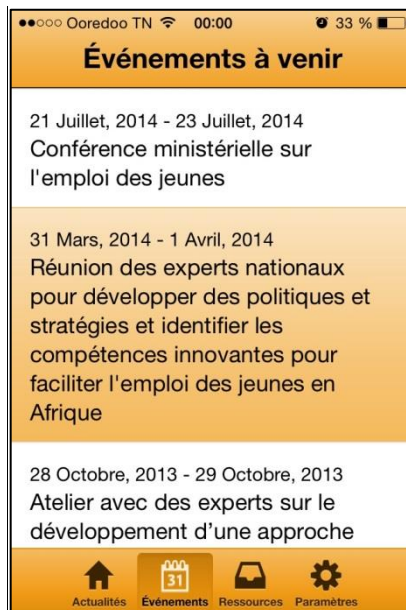 Ooredoo TN 00:00 33 %
Événements à venir
21 Juillet, 2014 - 23 Juillet, 2014
Conférence ministérielle sur
l'emploi des jeunes
31 Mars, 2014 - 1 Avril, 2014
Réunion des experts nationaux
pour développer des politiques et
stratégies et identifier les
compétences innovantes pour
faciliter l'emploi des jeunes en
Afrique
28 Octobre, 2013 - 29 Octobre, 2013
Atelier avec des experts sur le
développement d’une approche
31
Actualités Événements Ressources Paramètres